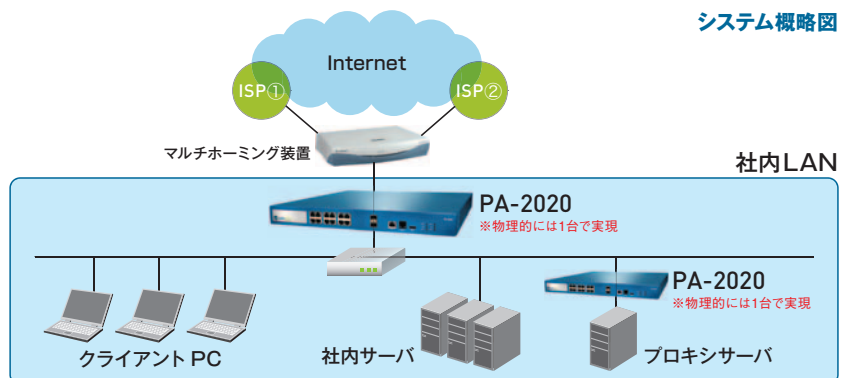 システム概略図
Internet
ISP①
ISP②
マルチホーミング装置
社内LAN
PA-2020
※物理的には1台で実現
PA-2020
※物理的には1台で実現
クライアント PC
社内サーバ
プロキシサーバ